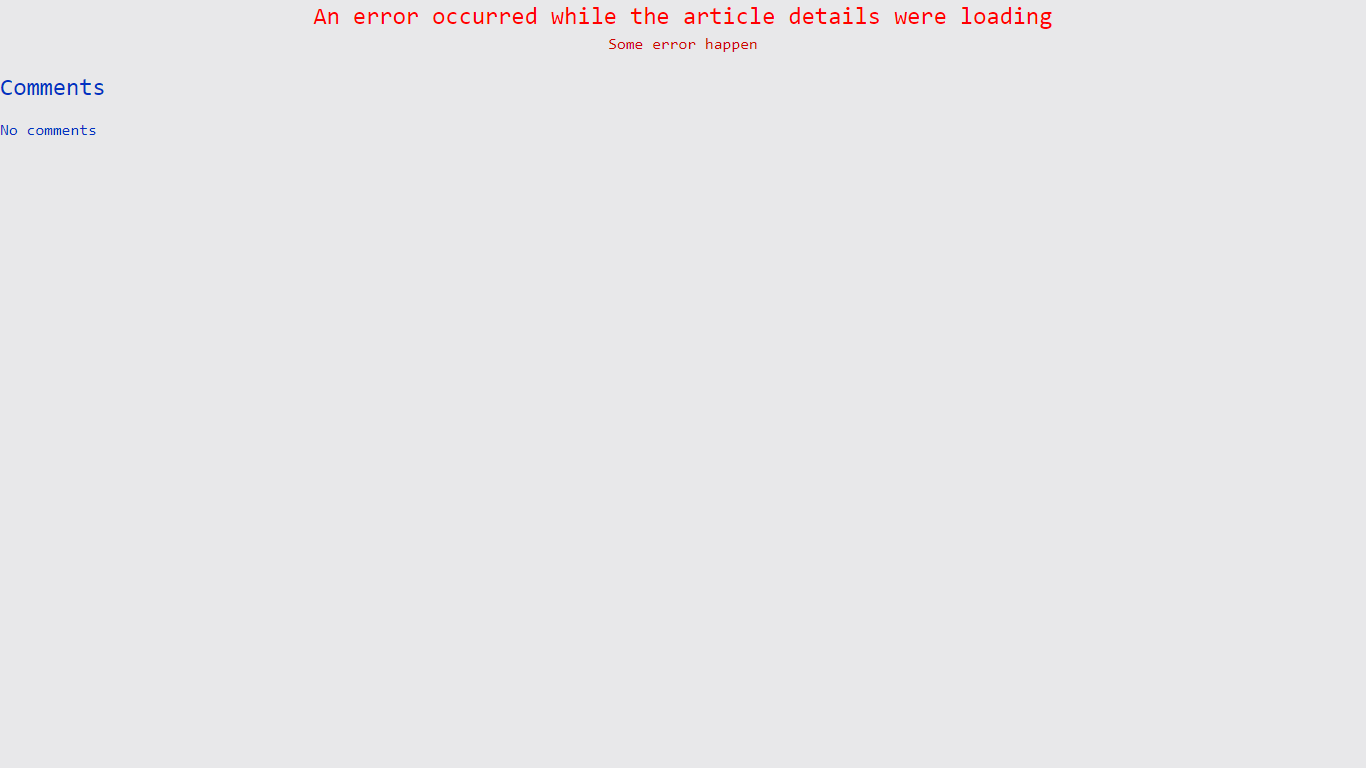 An error occurred while the article details were loading
Some error happen
Comments
No comments